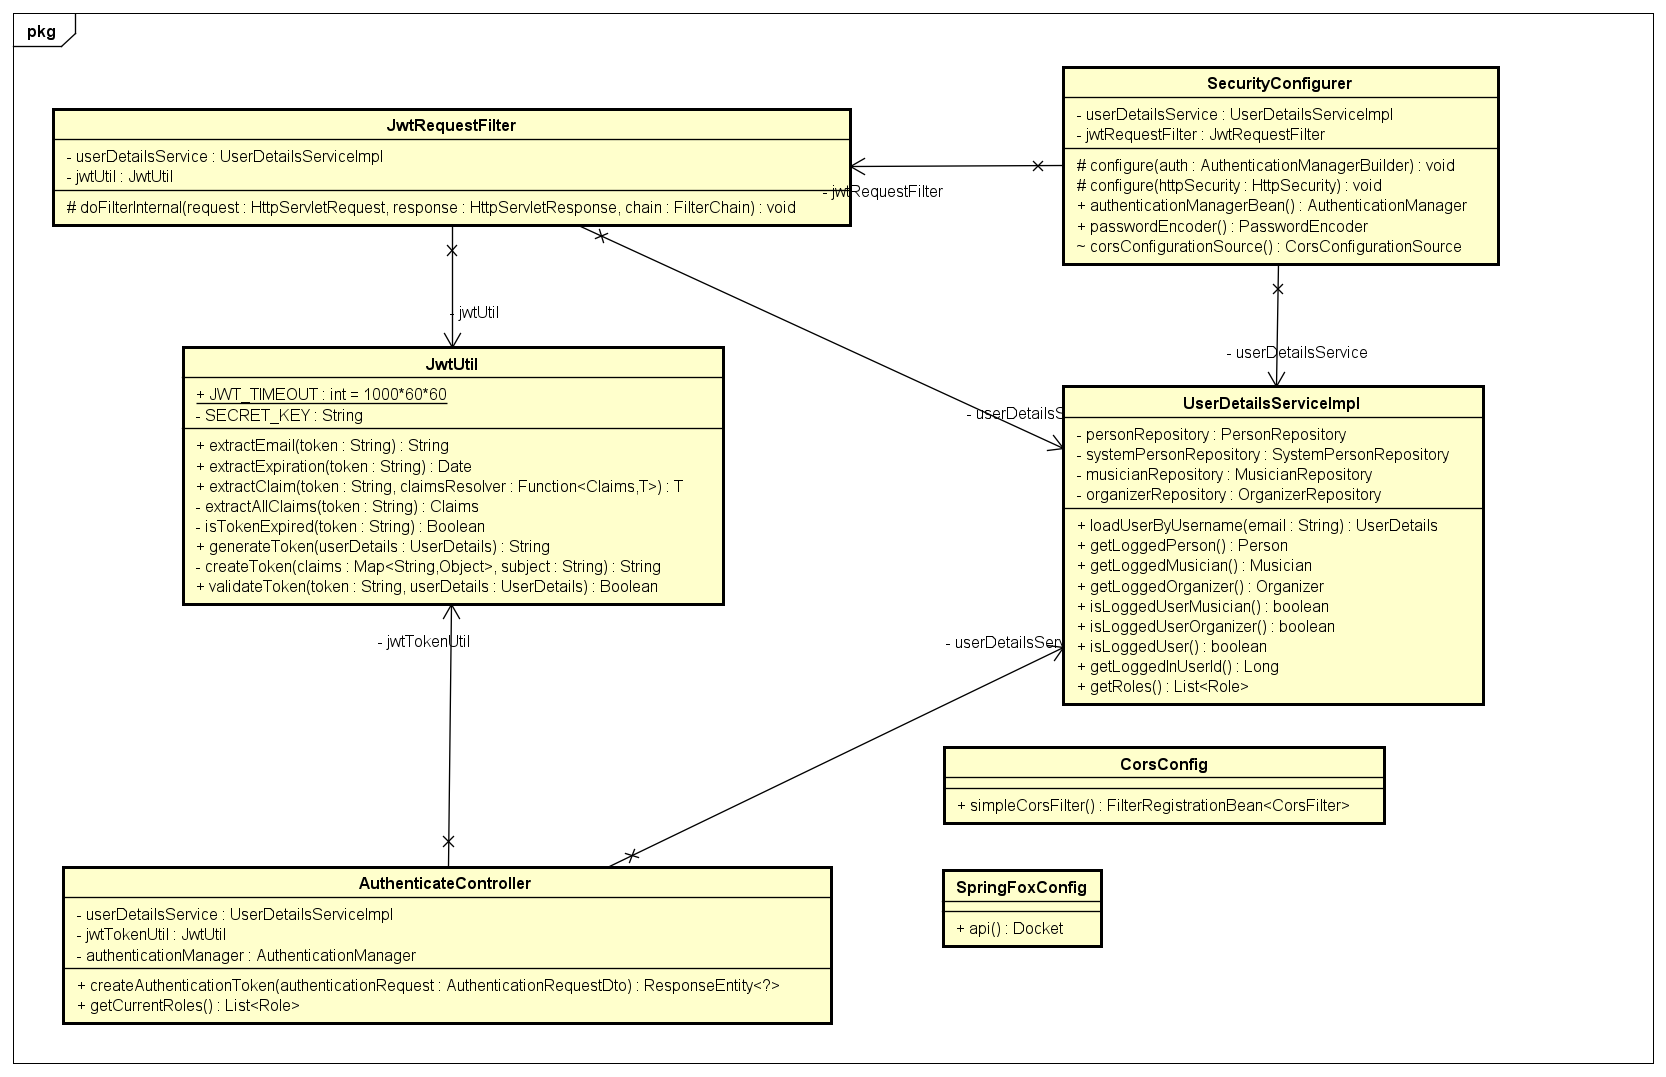 pkg
JwtRequestFilter
- userDetailsService : UserDetailsServiceImpl
- jwtUtil : JwtUtil
# doFilterInternal(request : HttpServletRequest, response : HttpServletResponse, chain : FilterChain) : void
SecurityConfigurer
- userDetailsService : UserDetailsServiceImpl
- jwtRequestFilter : JwtRequestFilter
# configure(auth : AuthenticationManagerBuilder) : void
# configure(httpSecurity : HttpSecurity) : void
+ authenticationManagerBean() : AuthenticationManager
+ passwordEncoder() : PasswordEncoder
~ corsConfigurationSource() : CorsConfigurationSource
- jwtRequestFilter
- jwtUtil
- userDetailsService
- userDetailsS
JwtUtil
+ JWT_TIMEOUT : int = 1000*60*60
- SECRET_KEY : String
+ extractEmail(token : String) : String
+ extractExpiration(token : String) : Date
+ extractClaim(token : String, claimsResolver : Function<Claims,T>) : T
- extractAllClaims(token : String) : Claims
- isTokenExpired(token : String) : Boolean
+ generateToken(userDetails : UserDetails) : String
- createToken(claims : Map<String,Object>, subject : String) : String
+ validateToken(token : String, userDetails : UserDetails) : Boolean
UserDetailsServiceImpl
- personRepository : PersonRepository
- systemPersonRepository : SystemPersonRepository
- musicianRepository : MusicianRepository
- organizerRepository : OrganizerRepository
+ loadUserByUsername(email : String) : UserDetails
+ getLoggedPerson() : Person
+ getLoggedMusician() : Musician
+ getLoggedOrganizer() : Organizer
+ isLoggedUserMusician() : boolean
+ isLoggedUserOrganizer() : boolean
+ isLoggedUser() : boolean
+ getLoggedInUserId() : Long
+ getRoles() : List<Role>
- jwtTokenUtil
- userDetailsServ
CorsConfig
+ simpleCorsFilter() : FilterRegistrationBean<CorsFilter>
SpringFoxConfig
+ api() : Docket
AuthenticateController
- userDetailsService : UserDetailsServiceImpl
- jwtTokenUtil : JwtUtil
- authenticationManager : AuthenticationManager
+ createAuthenticationToken(authenticationRequest : AuthenticationRequestDto) : ResponseEntity<?>
+ getCurrentRoles() : List<Role>